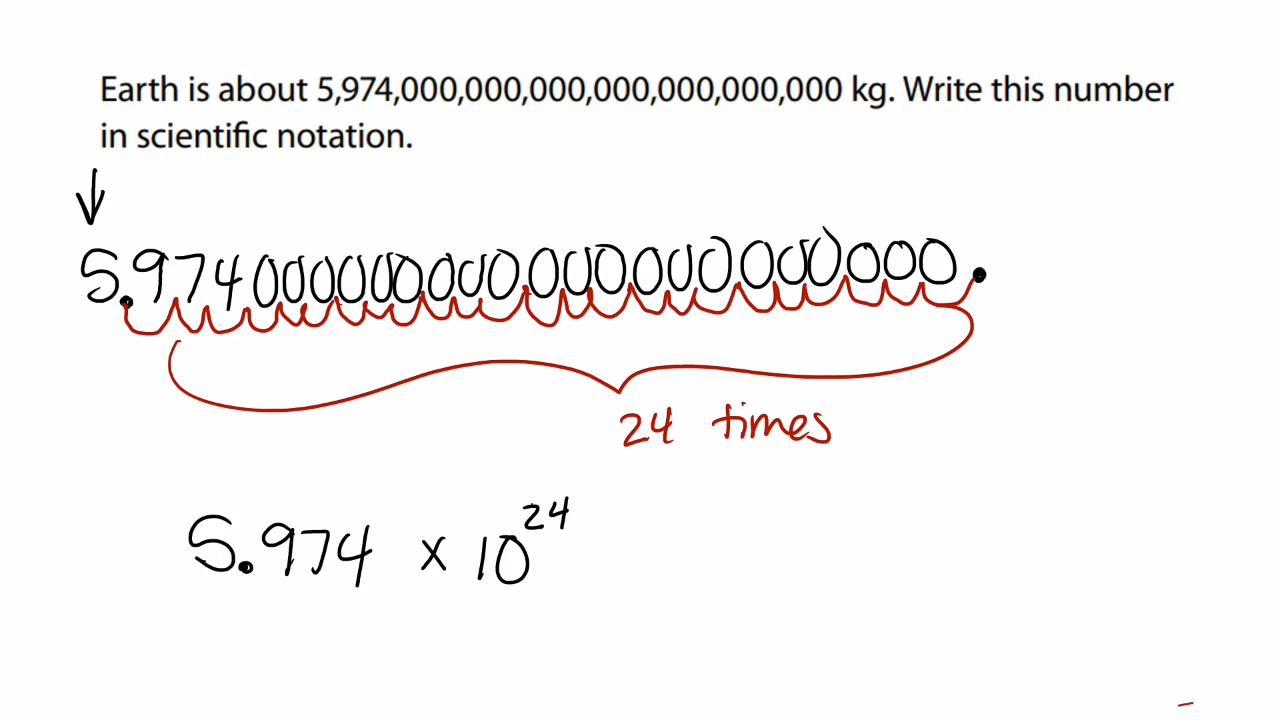 Earth is about 5,974,000,000,000,000,000,000,000 kg. Write this number
in scientific notation.
5.974000000000000000000000.
24 times
5.974 x 10^24